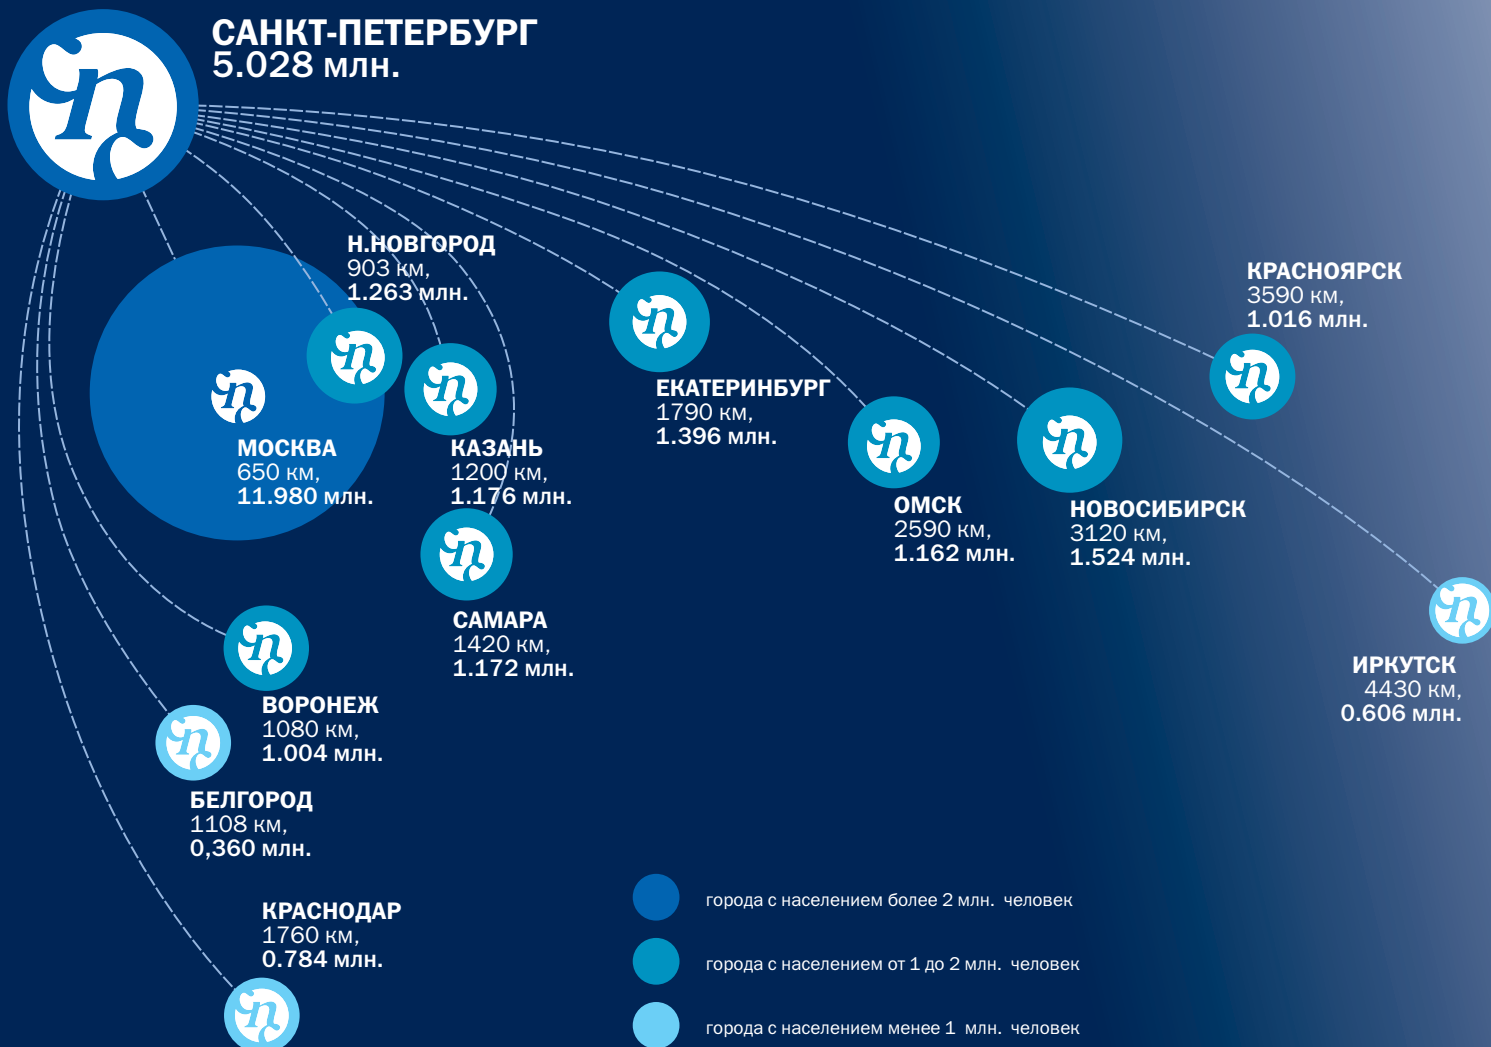 САНКТ-ПЕТЕРБУРГ
5.028 млн.
Н.НОВГОРОД
903 км,
1.263 млн.
КРАСНОЯРСК
3590 км,
1.016 млн.
МОСКВА
650 км,
11.980 млн.
КАЗАНЬ
1200 км,
1.176 млн.
ЕКАТЕРИНБУРГ
1790 км,
1.396 млн.
ОМСК
2590 км,
1.162 млн.
НОВОСИБИРСК
3120 км,
1.524 млн.
САМАРА
1420 км,
1.172 млн.
ИРКУТСК
4430 км,
0.606 млн.
ВОРОНЕЖ
1080 км,
1.004 млн.
БЕЛГОРОД
1108 км,
0,360 млн.
КРАСНОДАР
1760 км,
0.784 млн.
города с населением более 2 млн. человек
города с населением от 1 до 2 млн. человек
города с населением менее 1 млн. человек